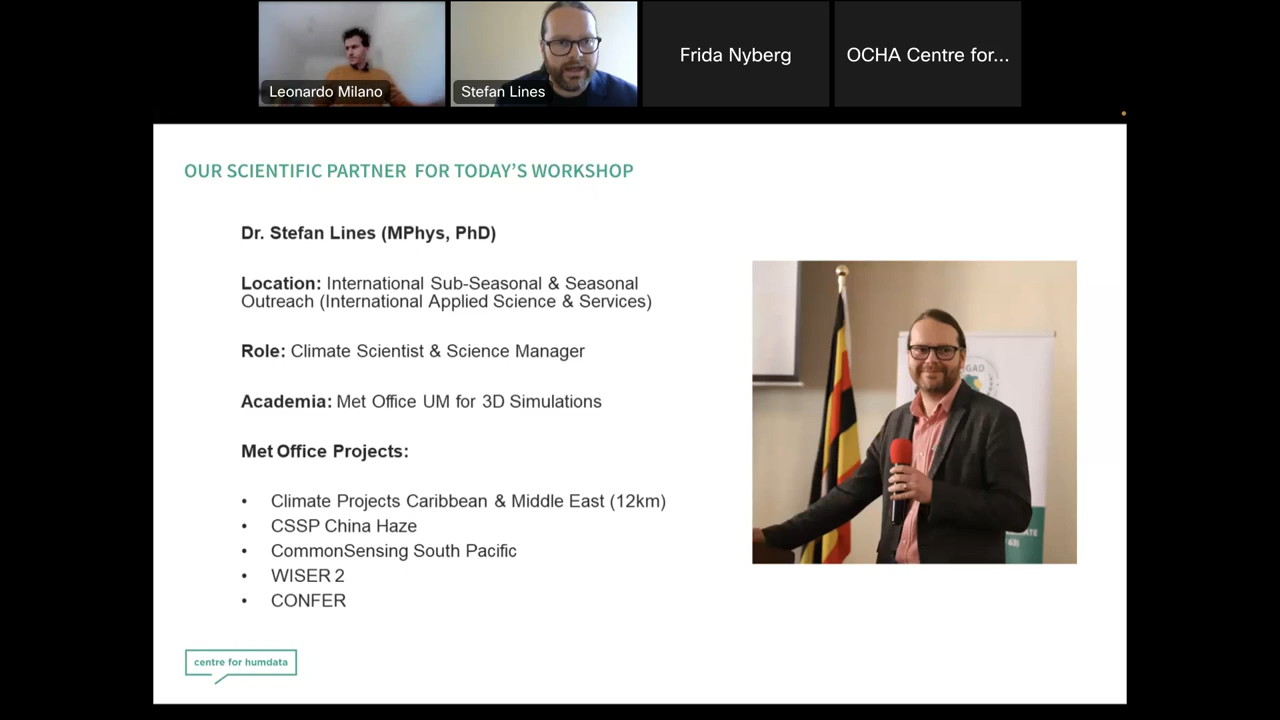 Leonardo Milano
Stefan Lines
Frida Nyberg
OCHA Centre for...
OUR SCIENTIFIC PARTNER FOR TODAY'S WORKSHOP
Dr. Stefan Lines (MPhys, PhD)
Location: International Sub-Seasonal & Seasonal
Outreach (International Applied Science & Services)
Role: Climate Scientist & Science Manager
Academia: Met Office UM for 3D Simulations
Met Office Projects:
• Climate Projects Caribbean & Middle East (12km)
• CSSP China Haze
• CommonSensing South Pacific
• WISER 2
• CONFER
centre for humdata